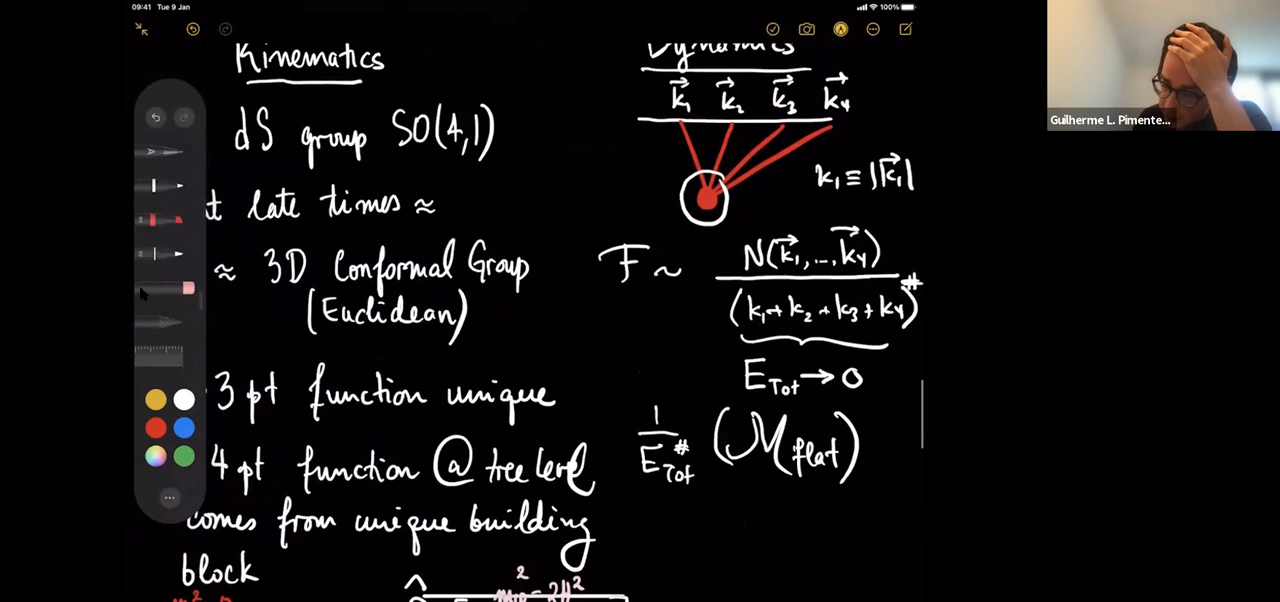 09:41 Tue 9 Jan
100%
Kinematics
dS group SO(4,1)
t late times ≈
≈ 3D Conformal Group
(Euclidean)
3 pt function unique
4 pt function @ tree level
comes from unique building
block
Dynamics
k⃗₁ k⃗₂ k⃗₃ k⃗₄
k₁ ≡ |k⃗₁|
F ~ N(k⃗₁, ..., k⃗₄)
(k₁+k₂+k₃+k₄)^#
E_Tot → 0
1/E_Tot^# (M_flat)
Guilherme L. Pimente...